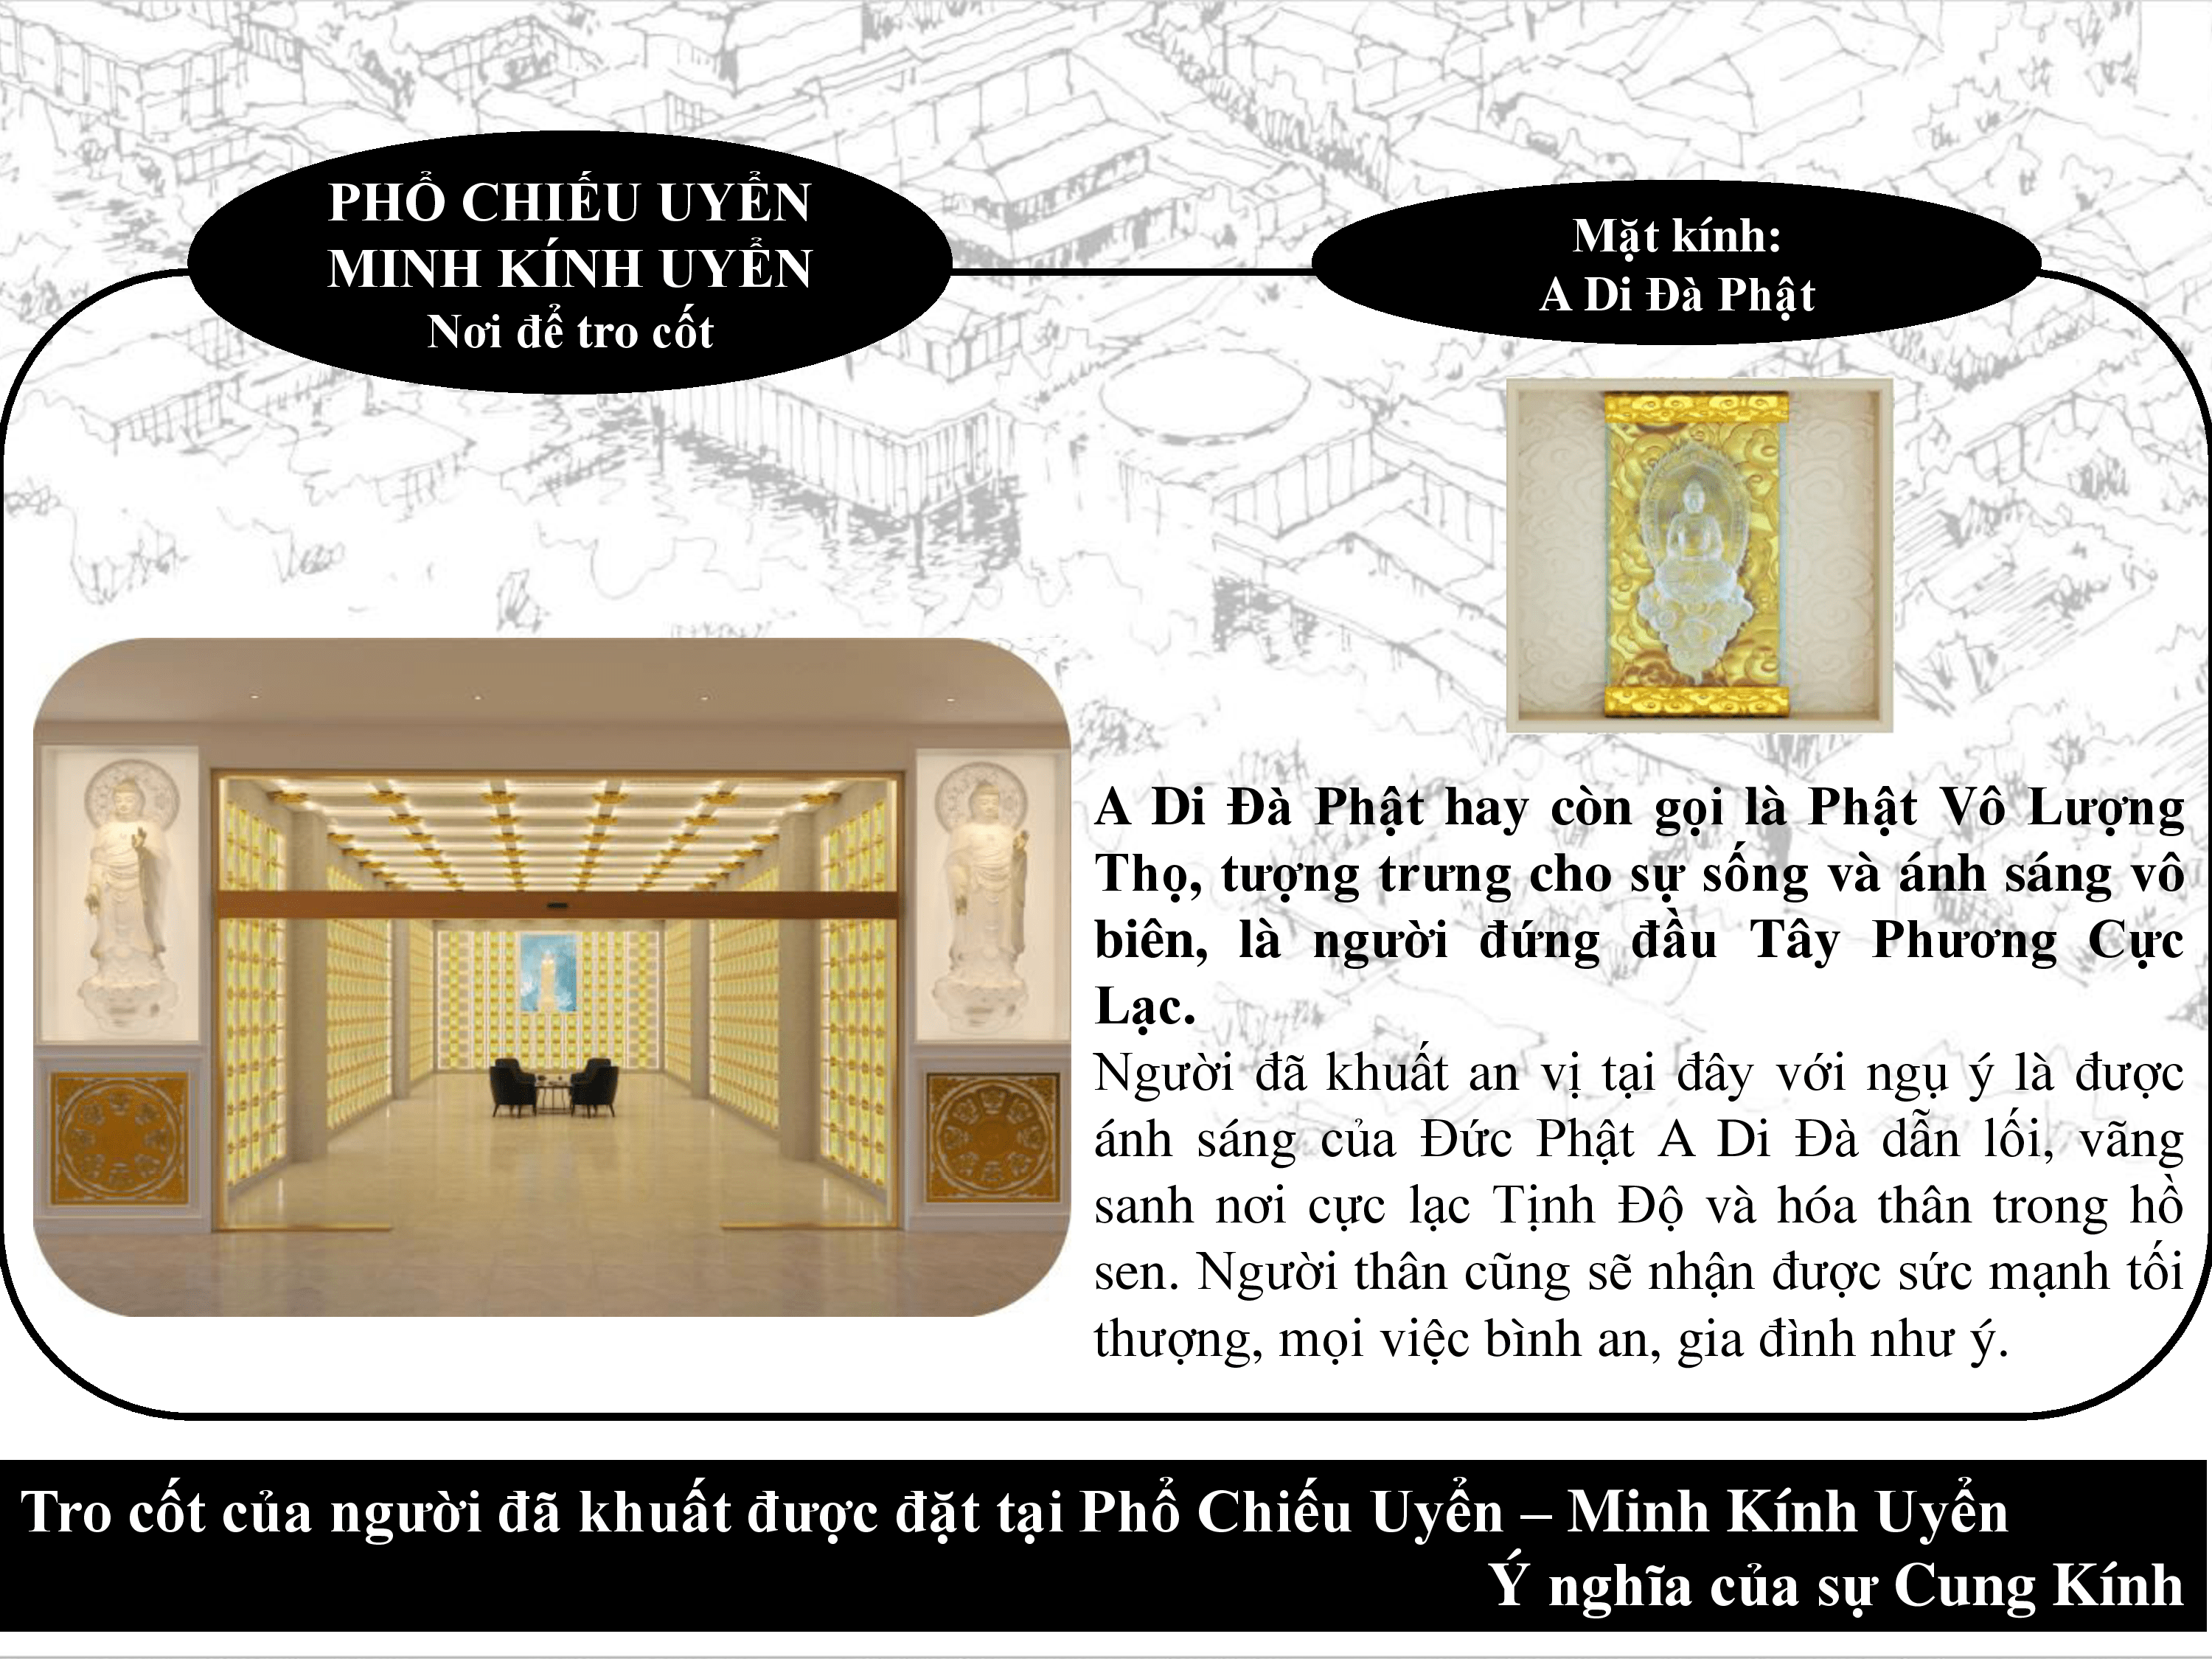 PHỔ CHIẾU UYỂN
MINH KÍNH UYỂN
Nơi để tro cốt
Mặt kính:
A Di Đà Phật
A Di Đà Phật hay còn gọi là Phật Vô Lượng
Thọ, tượng trưng cho sự sống và ánh sáng vô
biên, là người đứng đầu Tây Phương Cực
Lạc.
Người đã khuất an vị tại đây với ngụ ý là được
ánh sáng của Đức Phật A Di Đà dẫn lối, vãng
sanh nơi cực lạc Tịnh Độ và hóa thân trong hồ
sen. Người thân cũng sẽ nhận được sức mạnh tối
thượng, mọi việc bình an, gia đình như ý.
Tro cốt của người đã khuất được đặt tại Phổ Chiếu Uyển – Minh Kính Uyển
Ý nghĩa của sự Cung Kính